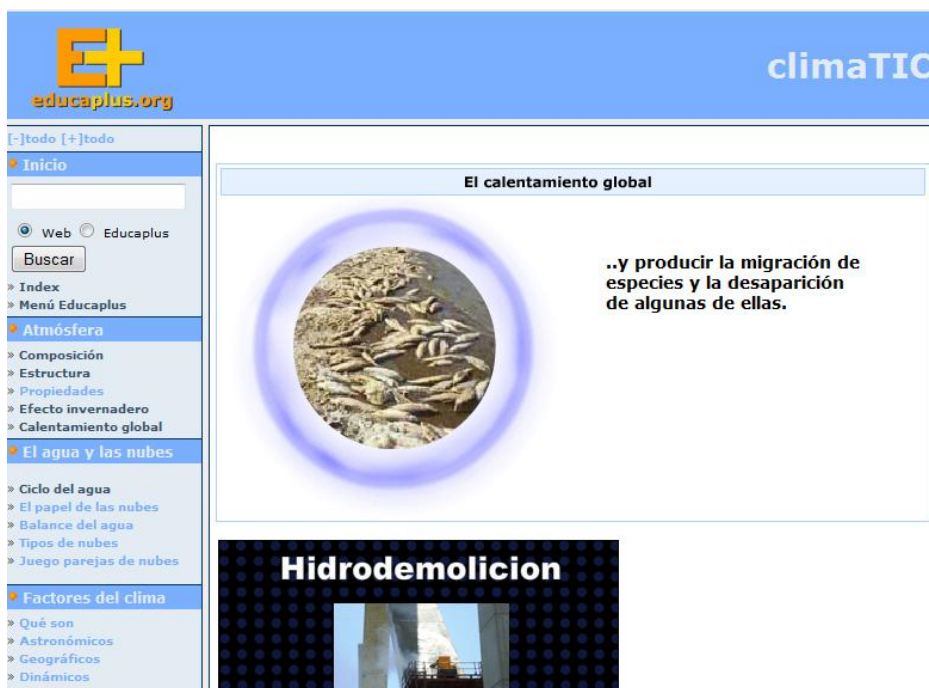 E+
educaplus.org
climaTIC
[-]todo [+]todo
Inicio
Web Educaplus
Buscar
» Index
» Menú Educaplus
Atmósfera
» Composición
» Estructura
» Propiedades
» Efecto invernadero
» Calentamiento global
El agua y las nubes
» Ciclo del agua
» El papel de las nubes
» Balance del agua
» Tipos de nubes
» Juego parejas de nubes
Factores del clima
» Qué son
» Astronómicos
» Geográficos
» Dinámicos
El calentamiento global
..y producir la migración de
especies y la desaparición
de algunas de ellas.
Hidrodemolicion